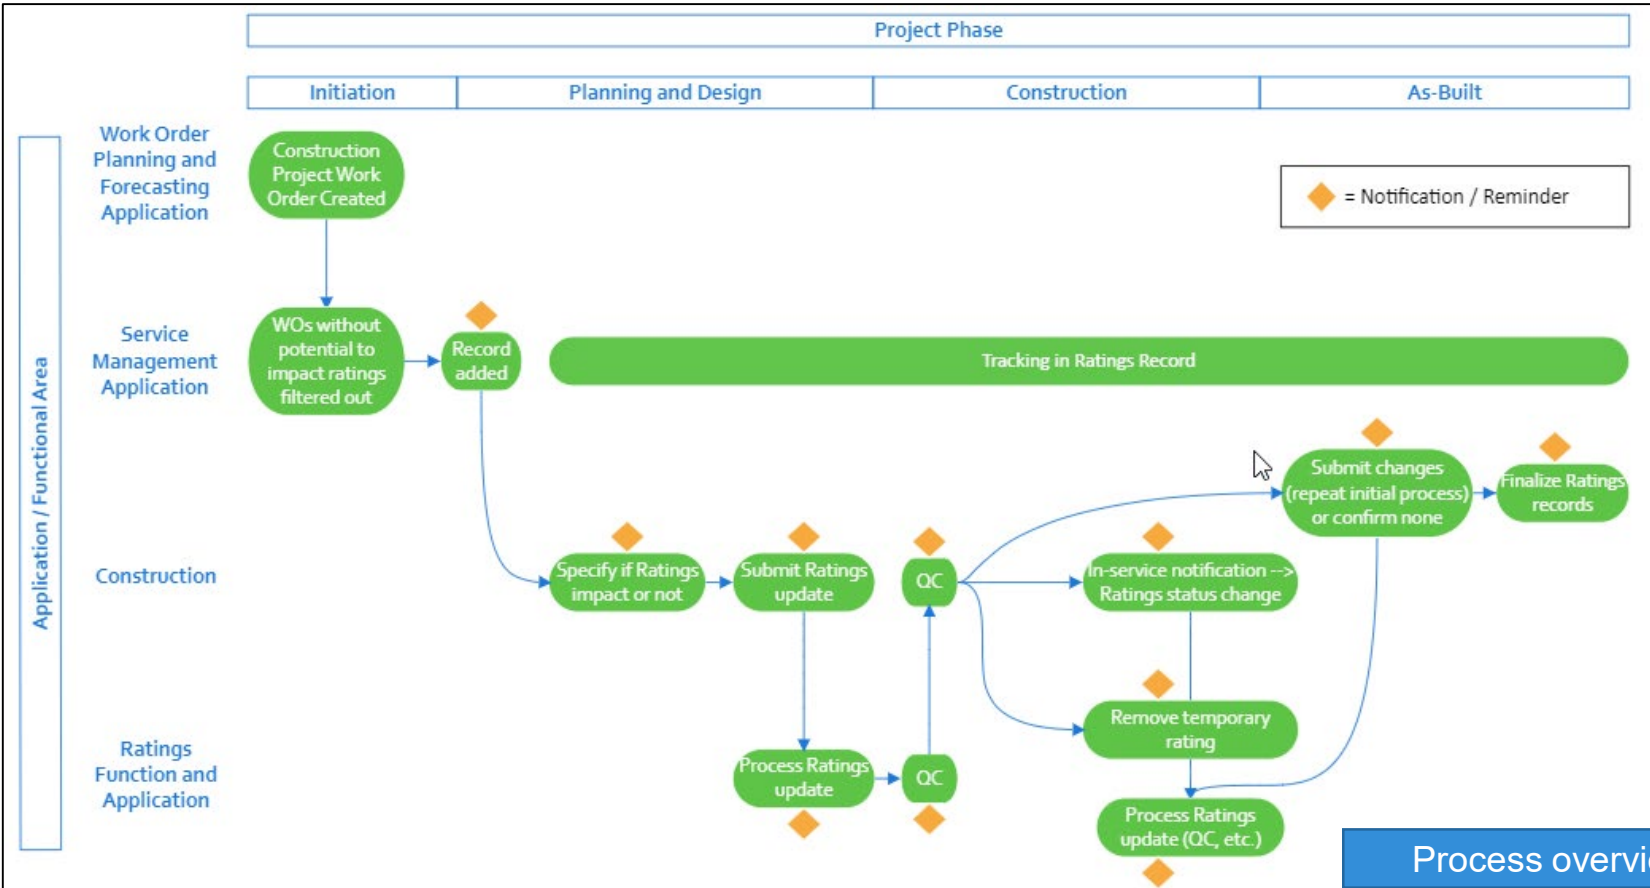 Project Phase
Initiation
Planning and Design
Construction
As-Built
Application / Functional Area
Work Order
Planning and
Forecasting
Application
Construction
Project Work
Order Created
= Notification / Reminder
Service
Management
Application
WOs without
potential to
impact ratings
filtered out
Record
added
Tracking in Ratings Record
Construction
Specify if Ratings
impact or not
Submit Ratings
update
QC
In-service notification -->
Ratings status change
Submit changes
(repeat initial process)
or confirm none
Finalize Ratings
records
Ratings
Function and
Application
Process Ratings
update
QC
Remove temporary
rating
Process Ratings
update (QC, etc.)
Process